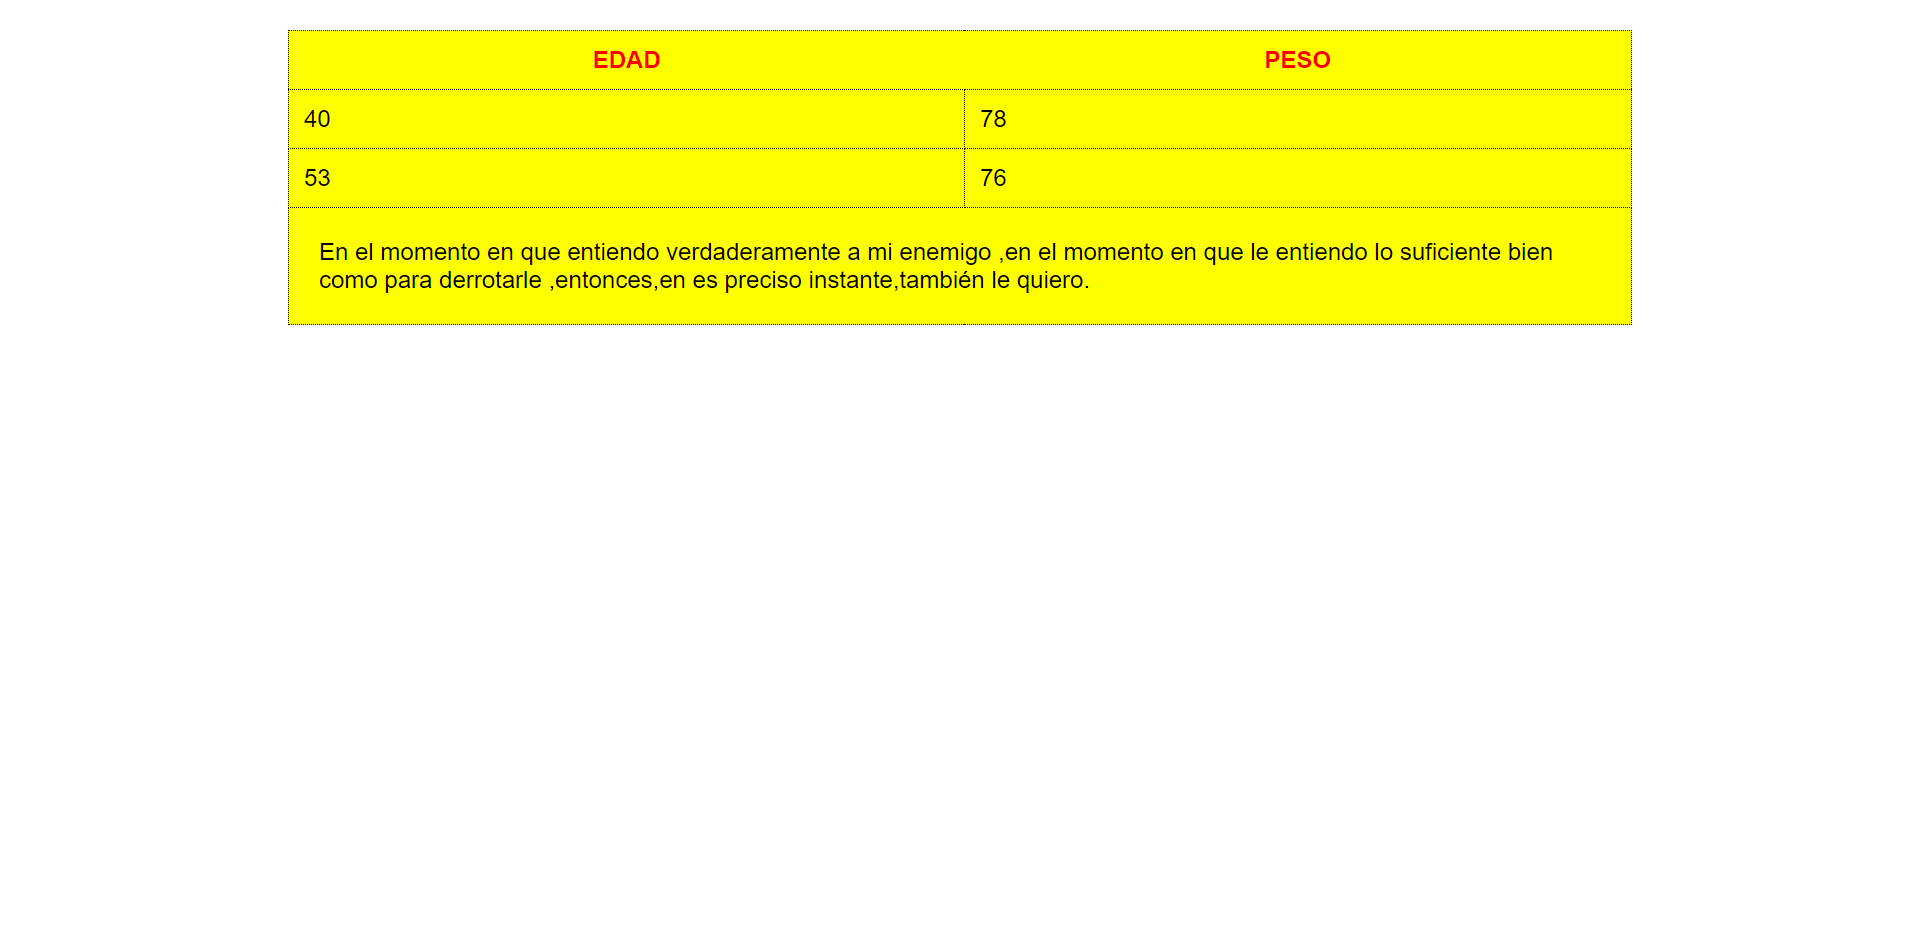 EDAD PESO
40 78
53 76
En el momento en que entiendo verdaderamente a mi enemigo ,en el momento en que le entiendo lo suficiente bien
como para derrotarle ,entonces,en es preciso instante,también le quiero.